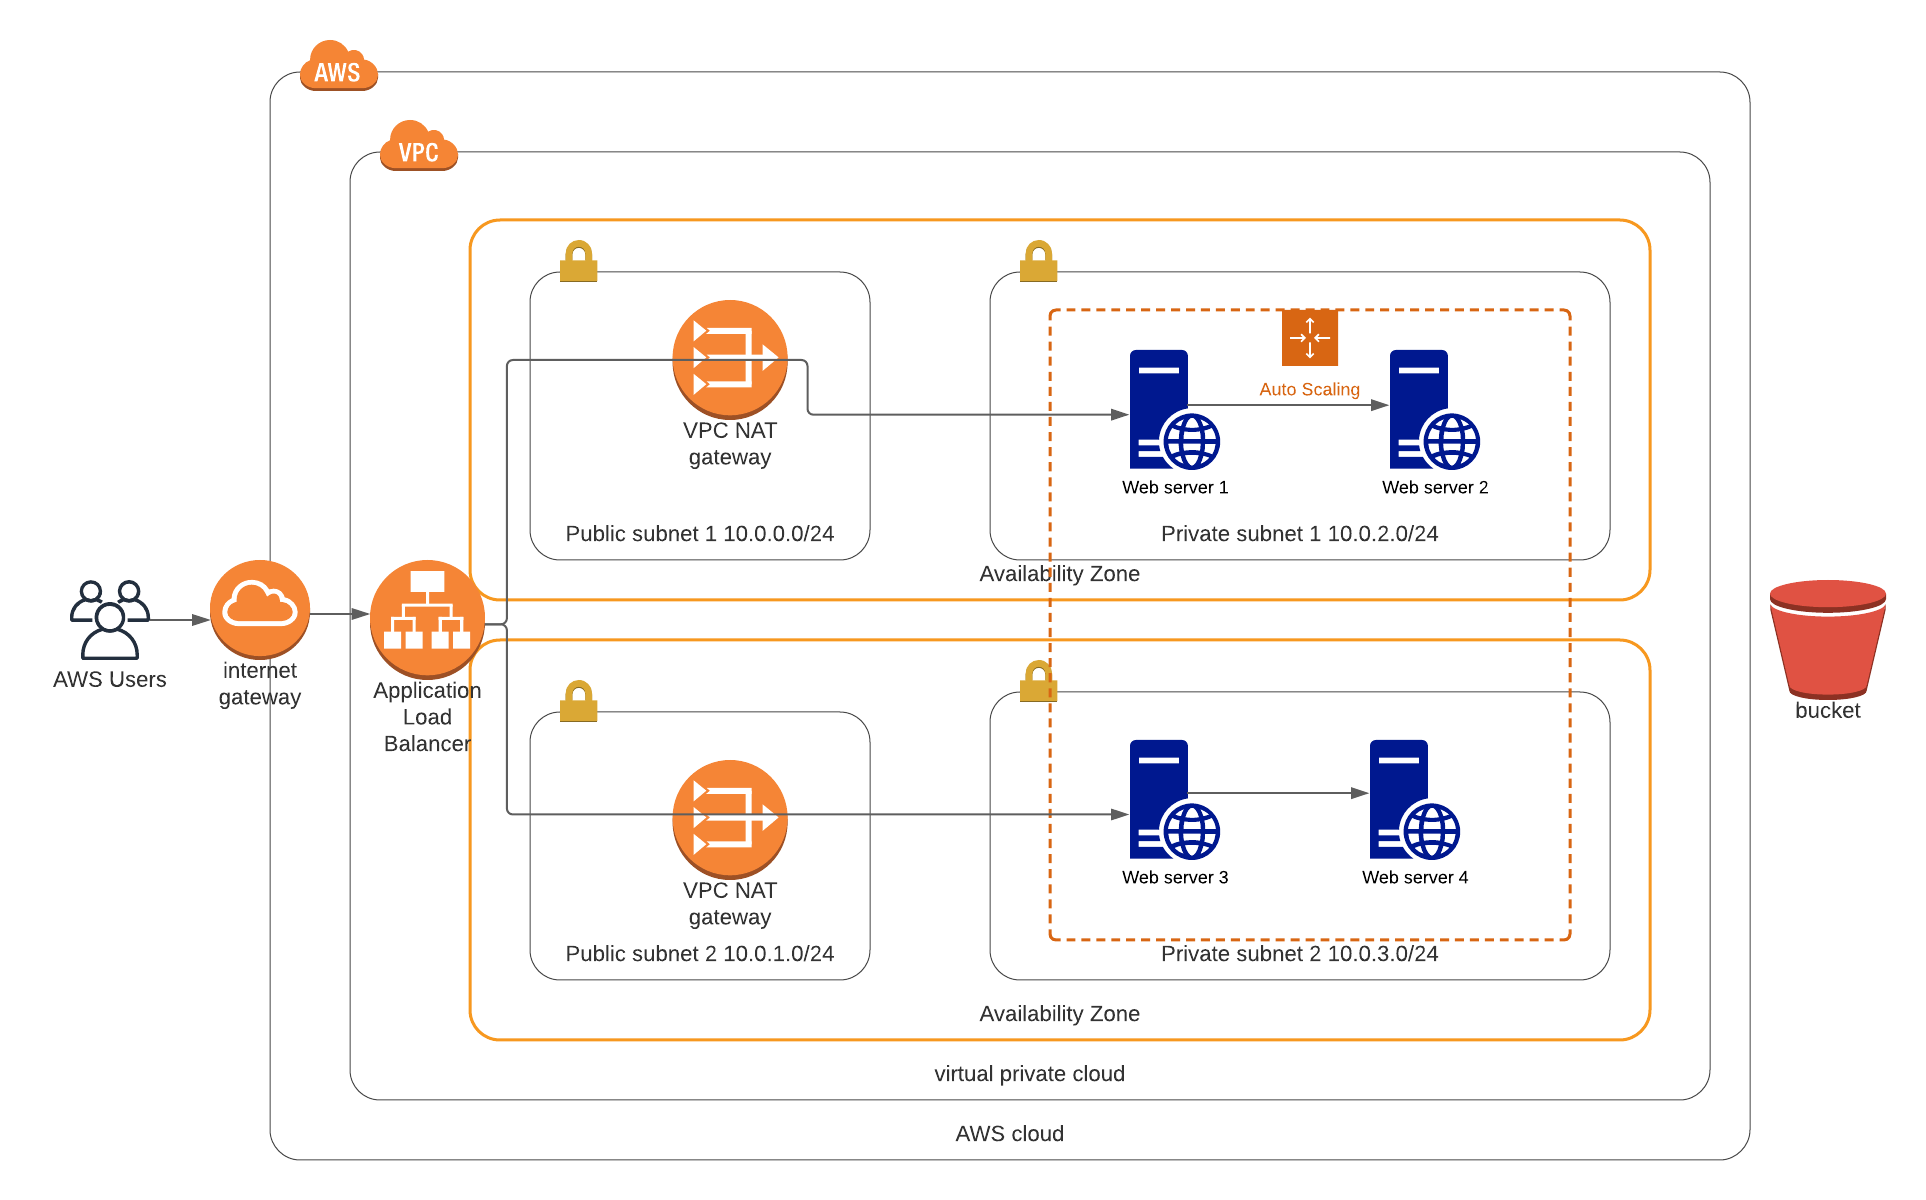 AWS
VPC
VPC NAT
gateway
Public subnet 1 10.0.0.0/24
Auto Scaling
Web server 1
Web server 2
Private subnet 1 10.0.2.0/24
Availability Zone
AWS Users
internet
gateway
Application
Load
Balancer
VPC NAT
gateway
Public subnet 2 10.0.1.0/24
Web server 3
Web server 4
Private subnet 2 10.0.3.0/24
Availability Zone
virtual private cloud
AWS cloud
bucket